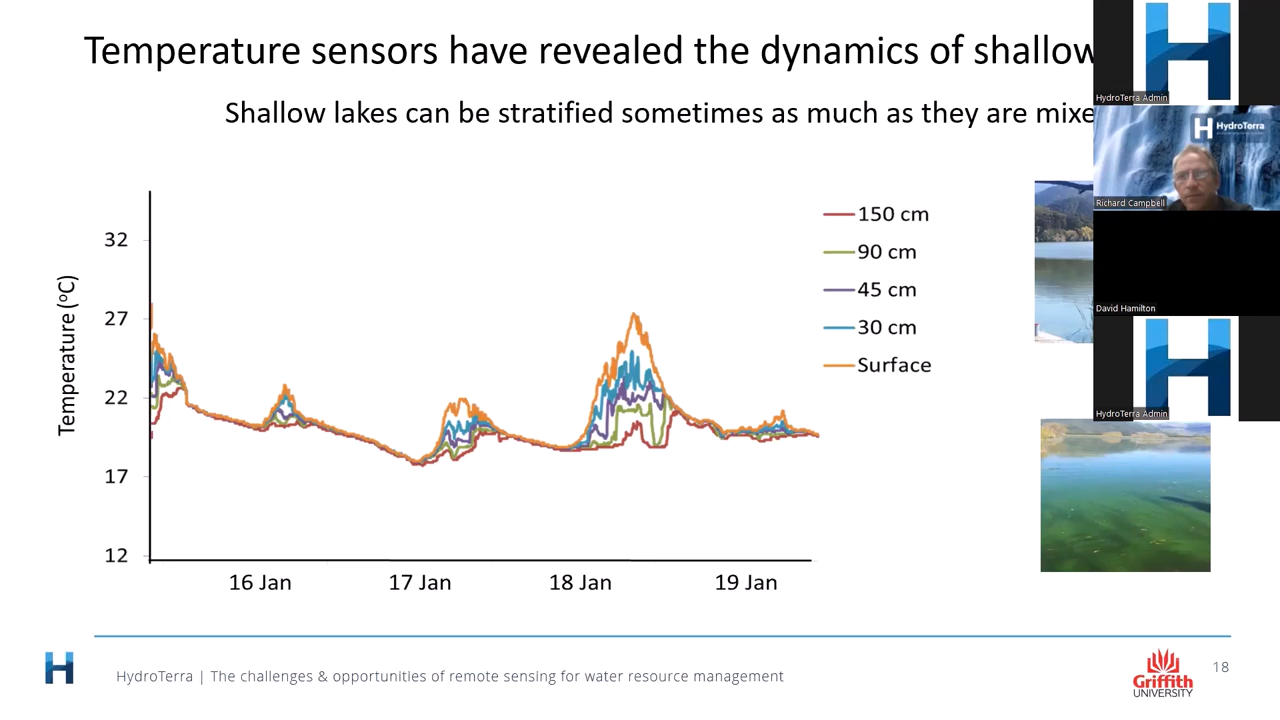 Temperature sensors have revealed the dynamics of shallow
Shallow lakes can be stratified sometimes as much as they are mixe
HydroTerra Admin
HydroTerra
Richard Campbell
David Hamilton
HydroTerra Admin
Temperature (°C)
32
27
22
17
12
16 Jan
17 Jan
18 Jan
19 Jan
150 cm
90 cm
45 cm
30 cm
Surface
HydroTerra | The challenges & opportunities of remote sensing for water resource management
Griffith
UNIVERSITY
18